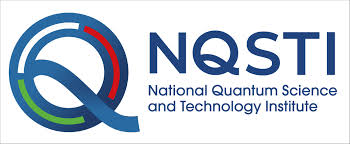 NQSTI
National Quantum Science
and Technology Institute